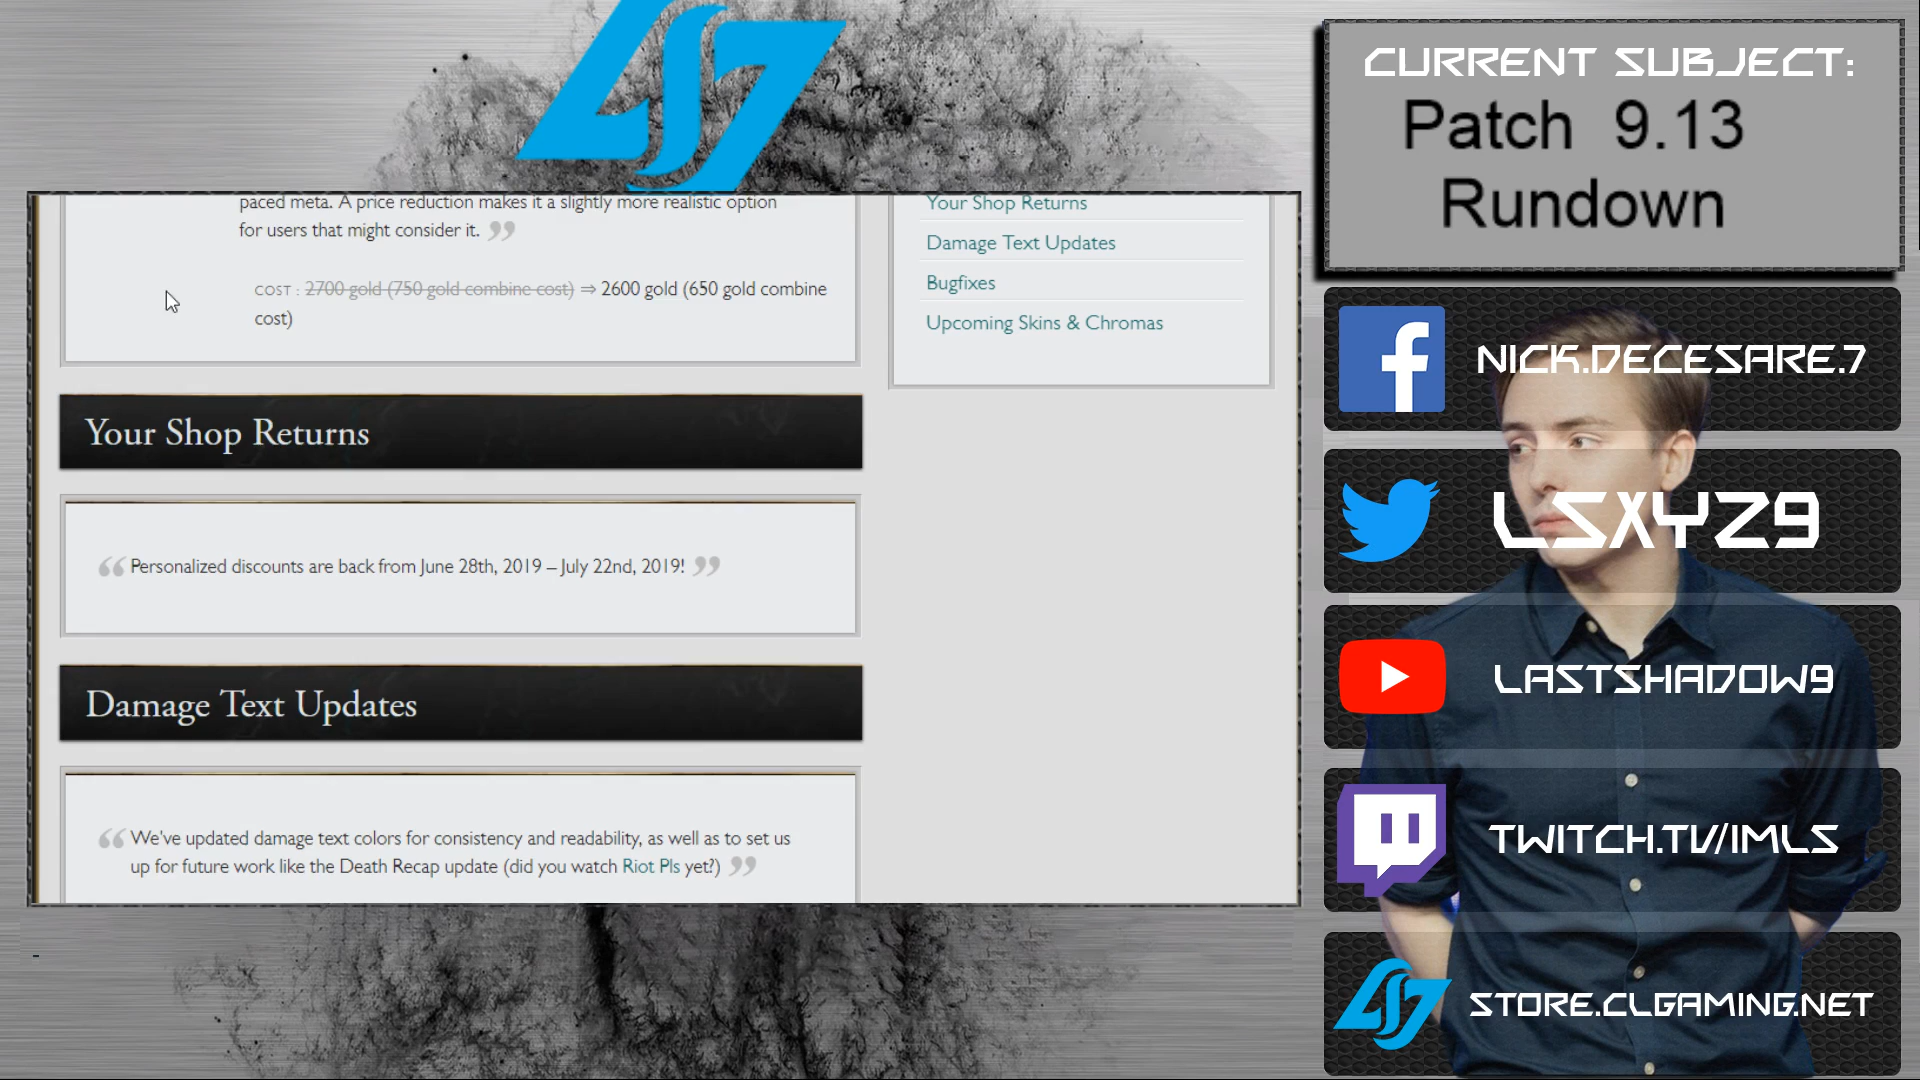 CURRENT SUBJECT:
Patch 9.13
Rundown
paced meta. A price reduction makes it a slightly more realistic option
for users that might consider it. ”
COST : 2700 gold (750 gold combine cost) ⇒ 2600 gold (650 gold combine
cost)
Your Shop Returns
“ Personalized discounts are back from June 28th, 2019 – July 22nd, 2019! ”
Damage Text Updates
“ We've updated damage text colors for consistency and readability, as well as to set us
up for future work like the Death Recap update (did you watch Riot Pls yet?) ”
Your Shop Returns
Damage Text Updates
Bugfixes
Upcoming Skins & Chromas
NICK.DECESARE.7
LSXYZ9
LASTSHADOW9
TWITCH.TV/IMLS
STORE.CLGAMING.NET